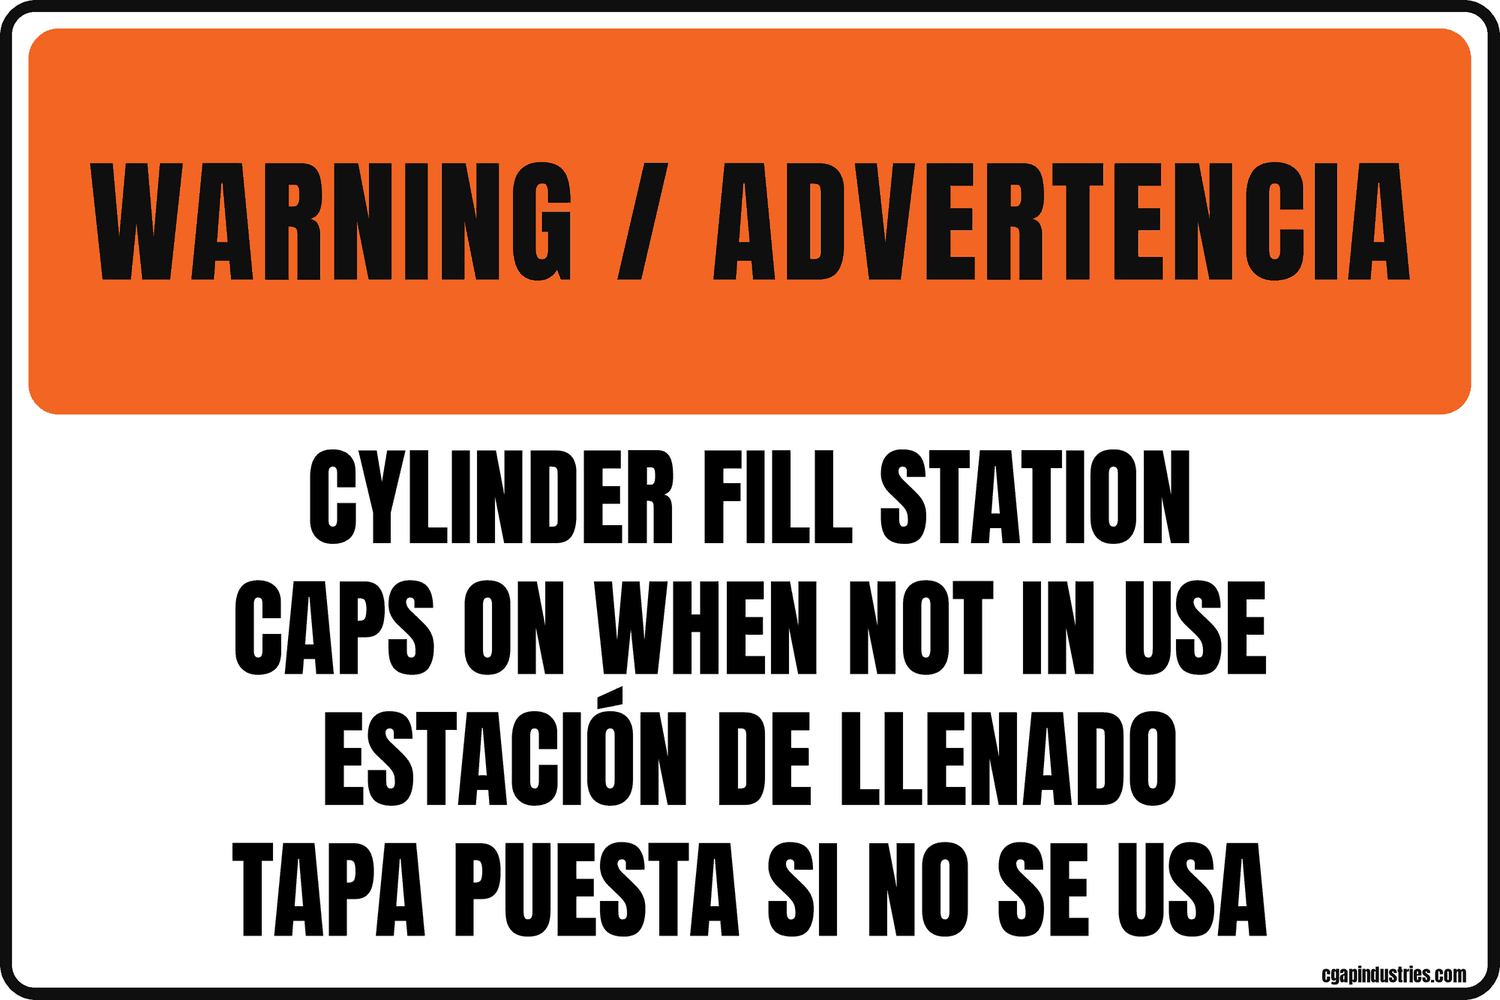 WARNING / ADVERTENCIA
CYLINDER FILL STATION
CAPS ON WHEN NOT IN USE
ESTACIÓN DE LLENADO
TAPA PUESTA SI NO SE USA
cgapindustries.com